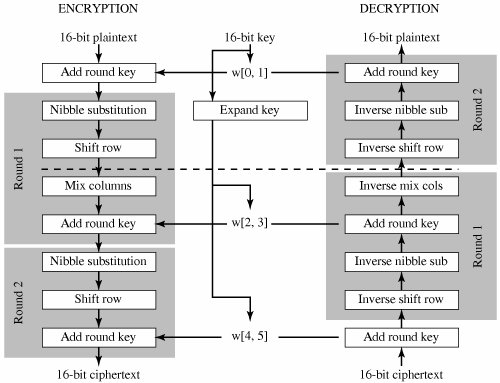 ENCRYPTION
DECRYPTION
16-bit plaintext
16-bit key
16-bit plaintext
Add round key
w[0, 1]
Add round key
Round 1
Nibble substitution
Expand key
Inverse nibble sub
Round 2
Shift row
Inverse shift row
Mix columns
Inverse mix cols
Add round key
w[2, 3]
Add round key
Round 1
Nibble substitution
Inverse nibble sub
Round 2
Shift row
Inverse shift row
Add round key
w[4, 5]
Add round key
16-bit ciphertext
16-bit ciphertext